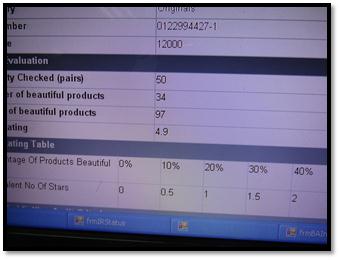 Originals
mber 0122994427-1
e 12000
valuation
ty Checked (pairs) 50
er of beautiful products 34
of beautiful products 97
ating 4.9
ating Table
ntage Of Products Beautiful 0% 10% 20% 30% 40%
alent No.Of Stars 0 0.5 1 1.5 2
frmIRStatus
frmBAIn